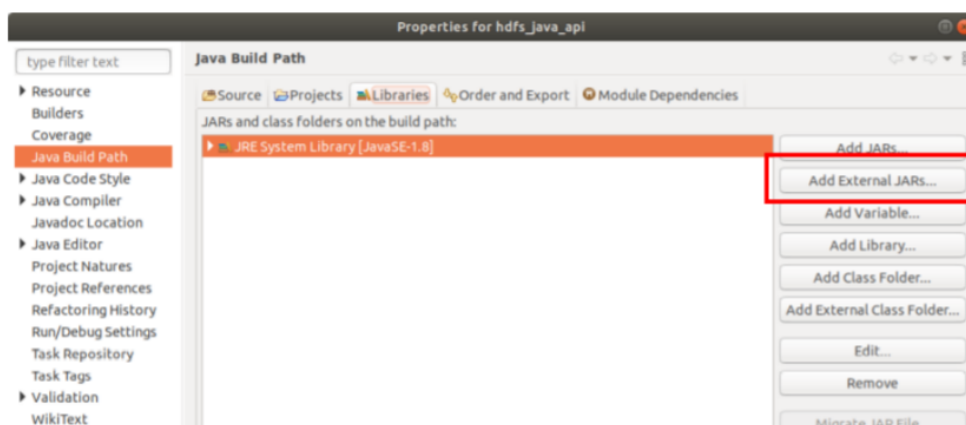 Properties for hdfs_java_api
type filter text
Resource
Builders
Coverage
Java Build Path
Java Code Style
Java Compiler
Javadoc Location
Java Editor
Project Natures
Project References
Refactoring History
Run/Debug Settings
Task Repository
Task Tags
Validation
WikiText
Java Build Path
Source Projects Libraries Order and Export Module Dependencies
JARs and class folders on the build path:
JRE System Library [JavaSE-1.8]
Add JARs...
Add External JARs...
Add Variable...
Add Library...
Add Class Folder...
Add External Class Folder...
Edit...
Remove
Migrate JAR File...